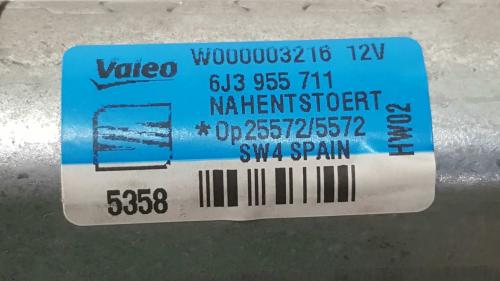 Valeo W000003216 12V
6J3 955 711
NAHENTSTOERT
*Op25572/5572
SW4 SPAIN
HW02
5358